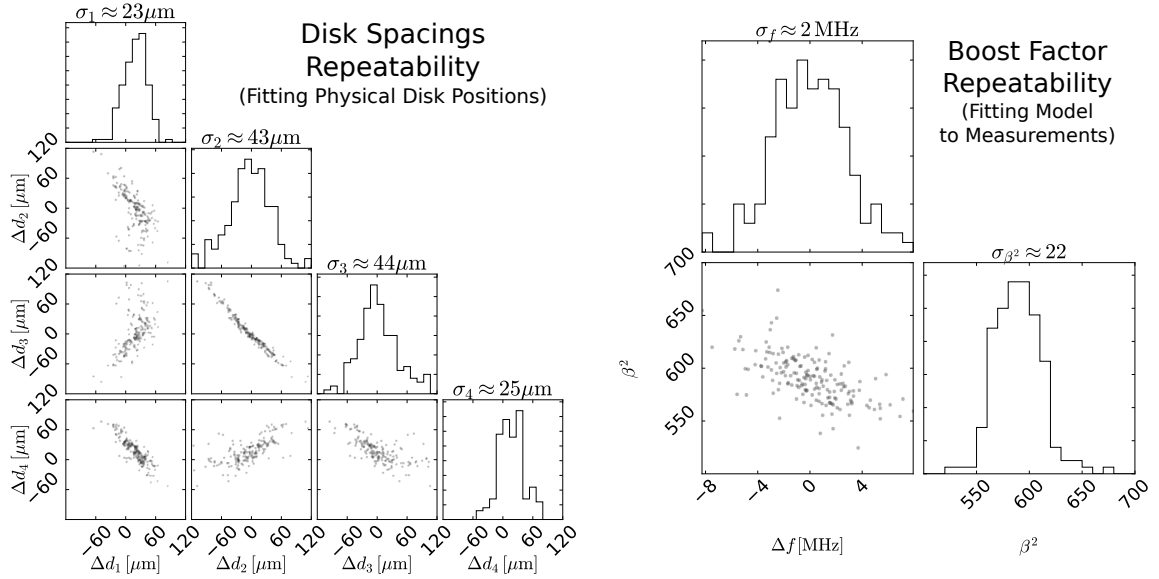 σ₁ ≈ 23μm
Disk Spacings
Repeatability
(Fitting Physical Disk Positions)
σ₂ ≈ 43μm
120
60
0
−60
Δd₂ [μm]
σ₃ ≈ 44μm
120
60
0
−60
Δd₃ [μm]
σ₄ ≈ 25μm
120
60
0
−60
Δd₄ [μm]
−60 0 60 120
−60 0 60 120
−60 0 60 120
−60 0 60 120
Δd₁ [μm]
Δd₂ [μm]
Δd₃ [μm]
Δd₄ [μm]
σ_f ≈ 2 MHz
Boost Factor
Repeatability
(Fitting Model
to Measurements)
σ_β² ≈ 22
700
650
600
550
β²
−8 −4 0 4
550 600 650 700
Δf [MHz]
β²